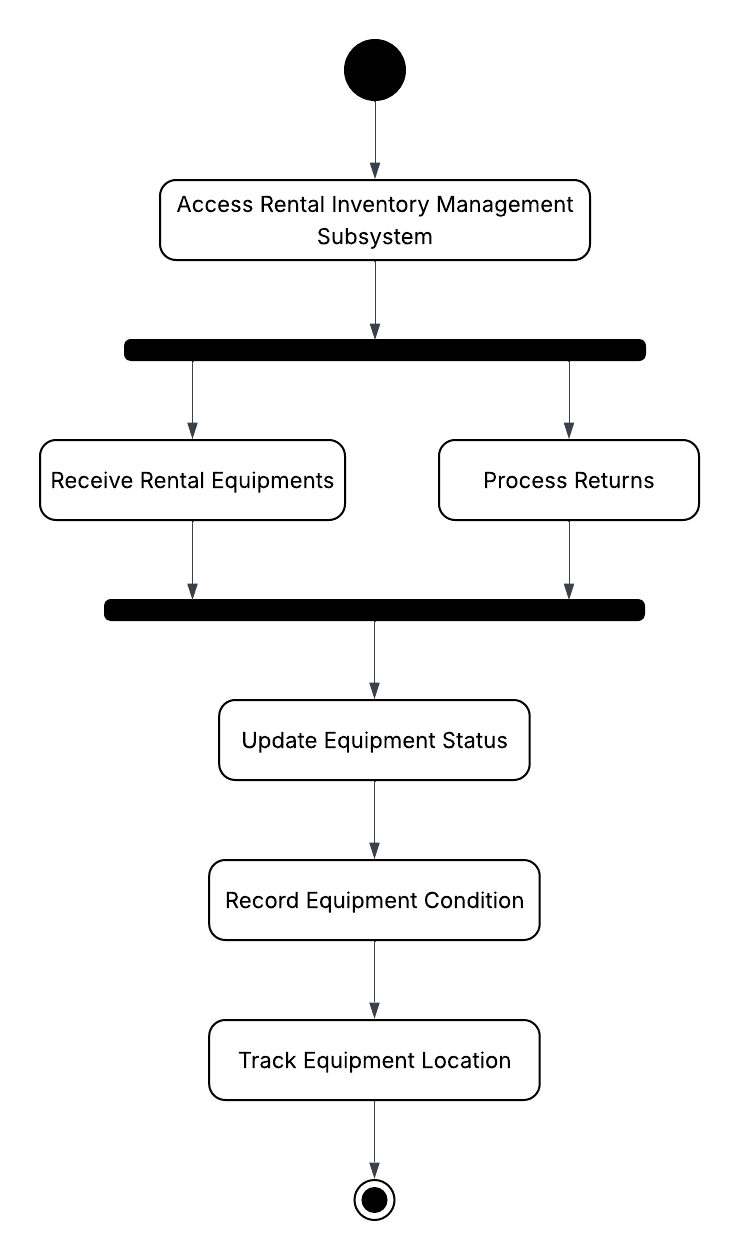 Access Rental Inventory Management
Subsystem
Receive Rental Equipments
Process Returns
Update Equipment Status
Record Equipment Condition
Track Equipment Location